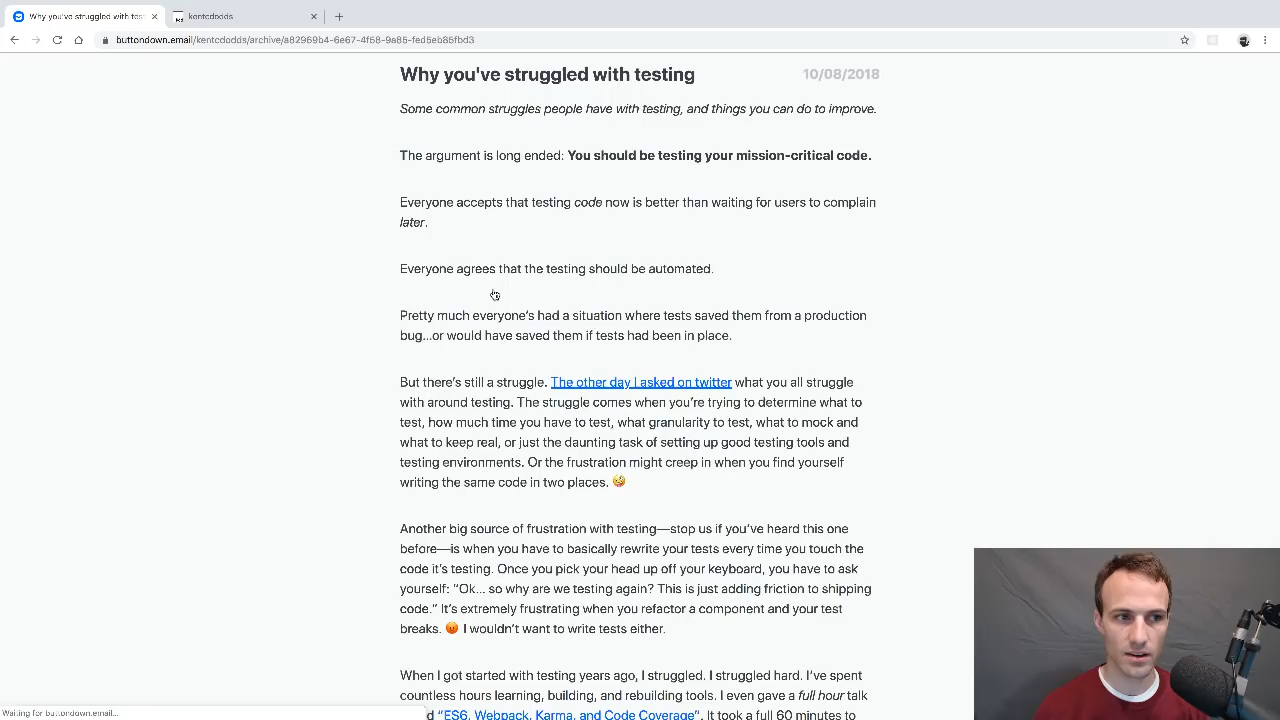 Why you've struggled with test
kentcdodds
buttondown.email/kentcdodds/archive/a82969b4-6e67-4f58-9a85-fed5eb85fbd3
Why you've struggled with testing
10/08/2018
Some common struggles people have with testing, and things you can do to improve.
The argument is long ended: You should be testing your mission-critical code.
Everyone accepts that testing code now is better than waiting for users to complain
later.
Everyone agrees that the testing should be automated.
Pretty much everyone's had a situation where tests saved them from a production
bug…or would have saved them if tests had been in place.
But there's still a struggle. The other day I asked on twitter what you all struggle
with around testing. The struggle comes when you're trying to determine what to
test, how much time you have to test, what granularity to test, what to mock and
what to keep real, or just the daunting task of setting up good testing tools and
testing environments. Or the frustration might creep in when you find yourself
writing the same code in two places. 🤪
Another big source of frustration with testing—stop us if you've heard this one
before—is when you have to basically rewrite your tests every time you touch the
code it's testing. Once you pick your head up off your keyboard, you have to ask
yourself: “Ok… so why are we testing again? This is just adding friction to shipping
code.” It's extremely frustrating when you refactor a component and your test
breaks. 😡 I wouldn't want to write tests either.
When I got started with testing years ago, I struggled. I struggled hard. I've spent
countless hours learning, building, and rebuilding tools. I even gave a full hour talk
“ES6, Webpack, Karma, and Code Coverage”. It took a full 60 minutes to
Waiting for buttondown.email...